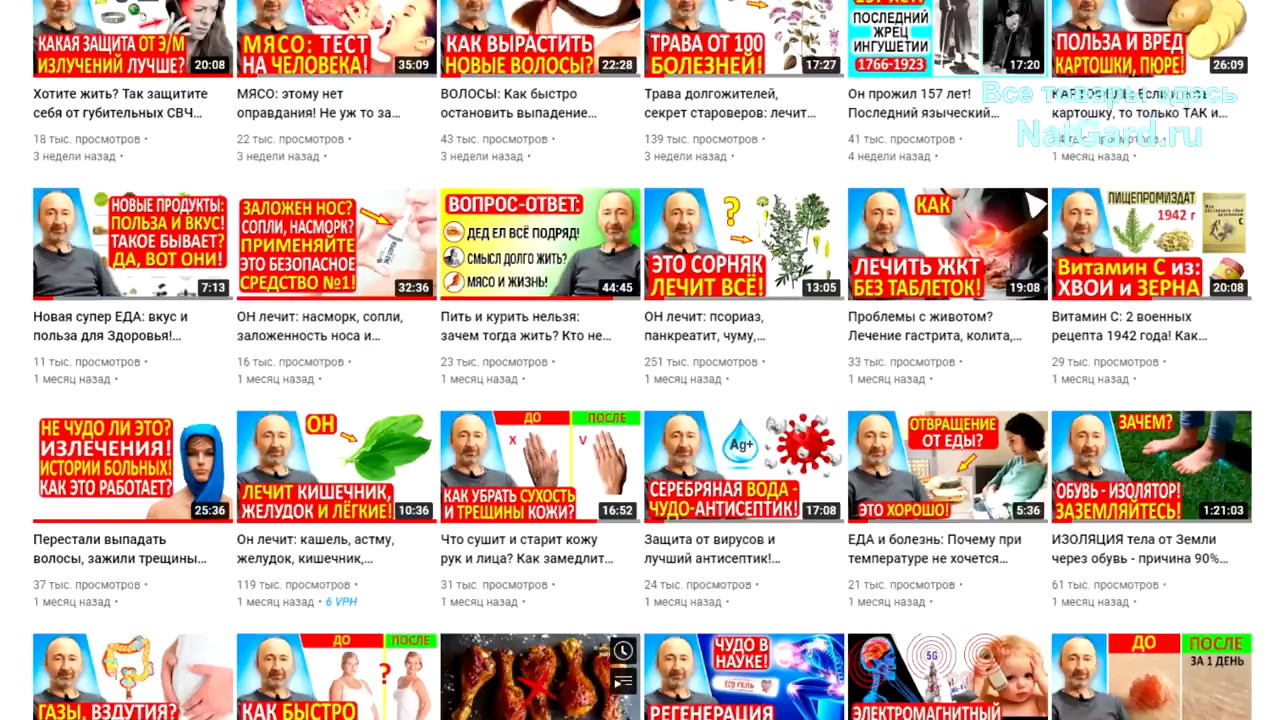 КАКАЯ ЗАЩИТА ОТ Э/М
ИЗЛУЧЕНИЙ ЛУЧШЕ?
20:08
МЯСО: ТЕСТ
НА ЧЕЛОВЕКА!
35:09
КАК ВЫРАСТИТЬ
НОВЫЕ ВОЛОСЫ?
22:28
ТРАВА ОТ 100
БОЛЕЗНЕЙ!
17:27
ПОСЛЕДНИЙ
ЖРЕЦ
ИНГУШЕТИИ
1766-1923
17:20
ПОЛЬЗА И ВРЕД
КАРТОШКИ, ПЮРЕ!
26:09
Хотите жить? Так защитите
себя от губительных СВЧ...
18 тыс. просмотров •
3 недели назад •
МЯСО: этому нет
оправдания! Не уж то за...
22 тыс. просмотров •
3 недели назад •
ВОЛОСЫ: Как быстро
остановить выпадение...
43 тыс. просмотров •
3 недели назад •
Трава долгожителей,
секрет староверов: лечит...
139 тыс. просмотров •
3 недели назад •
Он прожил 157 лет!
Последний языческий...
41 тыс. просмотров •
4 недели назад •
КАРТОФЕЛЬ: Если и есть
картошку, то только ТАК и...
просмотров •
1 месяц назад •
Все товары здесь
NatGard.ru
НОВЫЕ ПРОДУКТЫ:
ПОЛЬЗА И ВКУС!
ТАКОЕ БЫВАЕТ?
ДА, ВОТ ОНИ!
7:13
ЗАЛОЖЕН НОС?
СОПЛИ, НАСМОРК?
ПРИМЕНЯЙТЕ
ЭТО БЕЗОПАСНОЕ
СРЕДСТВО №1!
32:36
ВОПРОС-ОТВЕТ:
ДЕД ЕЛ ВСЁ ПОДРЯД!
СМЫСЛ ДОЛГО ЖИТЬ?
МЯСО И ЖИЗНЬ!
44:45
?
ЭТО СОРНЯК
ЛЕЧИТ ВСЁ!
13:05
КАК
ЛЕЧИТЬ ЖКТ
БЕЗ ТАБЛЕТОК!
19:08
ПИЩЕПРОМИЗДАТ
1942 г
Витамин С из:
ХВОИ и ЗЕРНА
20:08
Новая супер ЕДА: вкус и
польза для Здоровья!...
11 тыс. просмотров •
1 месяц назад •
ОН лечит: насморк, сопли,
заложенность носа и...
16 тыс. просмотров •
1 месяц назад •
Пить и курить нельзя:
зачем тогда жить? Кто не...
23 тыс. просмотров •
1 месяц назад •
ОН лечит: псориаз,
панкреатит, чуму,...
251 тыс. просмотров •
1 месяц назад •
Проблемы с животом?
Лечение гастрита, колита,...
33 тыс. просмотров •
1 месяц назад •
Витамин С: 2 военных
рецепта 1942 года! Как...
29 тыс. просмотров •
1 месяц назад •
НЕ ЧУДО ЛИ ЭТО?
ИЗЛЕЧЕНИЯ!
ИСТОРИИ БОЛЬНЫХ!
КАК ЭТО РАБОТАЕТ?
25:36
ОН
ЛЕЧИТ КИШЕЧНИК,
ЖЕЛУДОК И ЛЁГКИЕ!
10:36
ДО
ПОСЛЕ
X
V
КАК УБРАТЬ СУХОСТЬ
И ТРЕЩИНЫ КОЖИ?
16:52
Ag+
СЕРЕБРЯНАЯ ВОДА -
ЧУДО-АНТИСЕПТИК!
17:08
ОТВРАЩЕНИЕ
ОТ ЕДЫ?
ЭТО ХОРОШО!
5:36
ЗАЧЕМ?
ОБУВЬ - ИЗОЛЯТОР!
ЗАЗЕМЛЯЙТЕСЬ!
1:21:03
Перестали выпадать
волосы, зажили трещины...
37 тыс. просмотров •
1 месяц назад •
Он лечит: кашель, астму,
желудок, кишечник,...
119 тыс. просмотров •
1 месяц назад • 6 VPH
Что сушит и старит кожу
рук и лица? Как замедлит...
31 тыс. просмотров •
1 месяц назад •
Защита от вирусов и
лучший антисептик!...
24 тыс. просмотров •
1 месяц назад •
ЕДА и болезнь: Почему при
температуре не хочется...
21 тыс. просмотров •
1 месяц назад •
ИЗОЛЯЦИЯ тела от Земли
через обувь - причина 90%...
61 тыс. просмотров •
1 месяц назад •
ГАЗЫ, ВЗДУТИЯ?
ДО
ПОСЛЕ
?
КАК БЫСТРО
ЧУДО В
НАУКЕ!
ЕСО ГЕЛЬ
РЕГЕНЕРАЦИЯ
5G
Wi-Fi
ЭЛЕКТРОМАГНИТНЫЙ
ДО
ПОСЛЕ
ЗА 1 ДЕНЬ